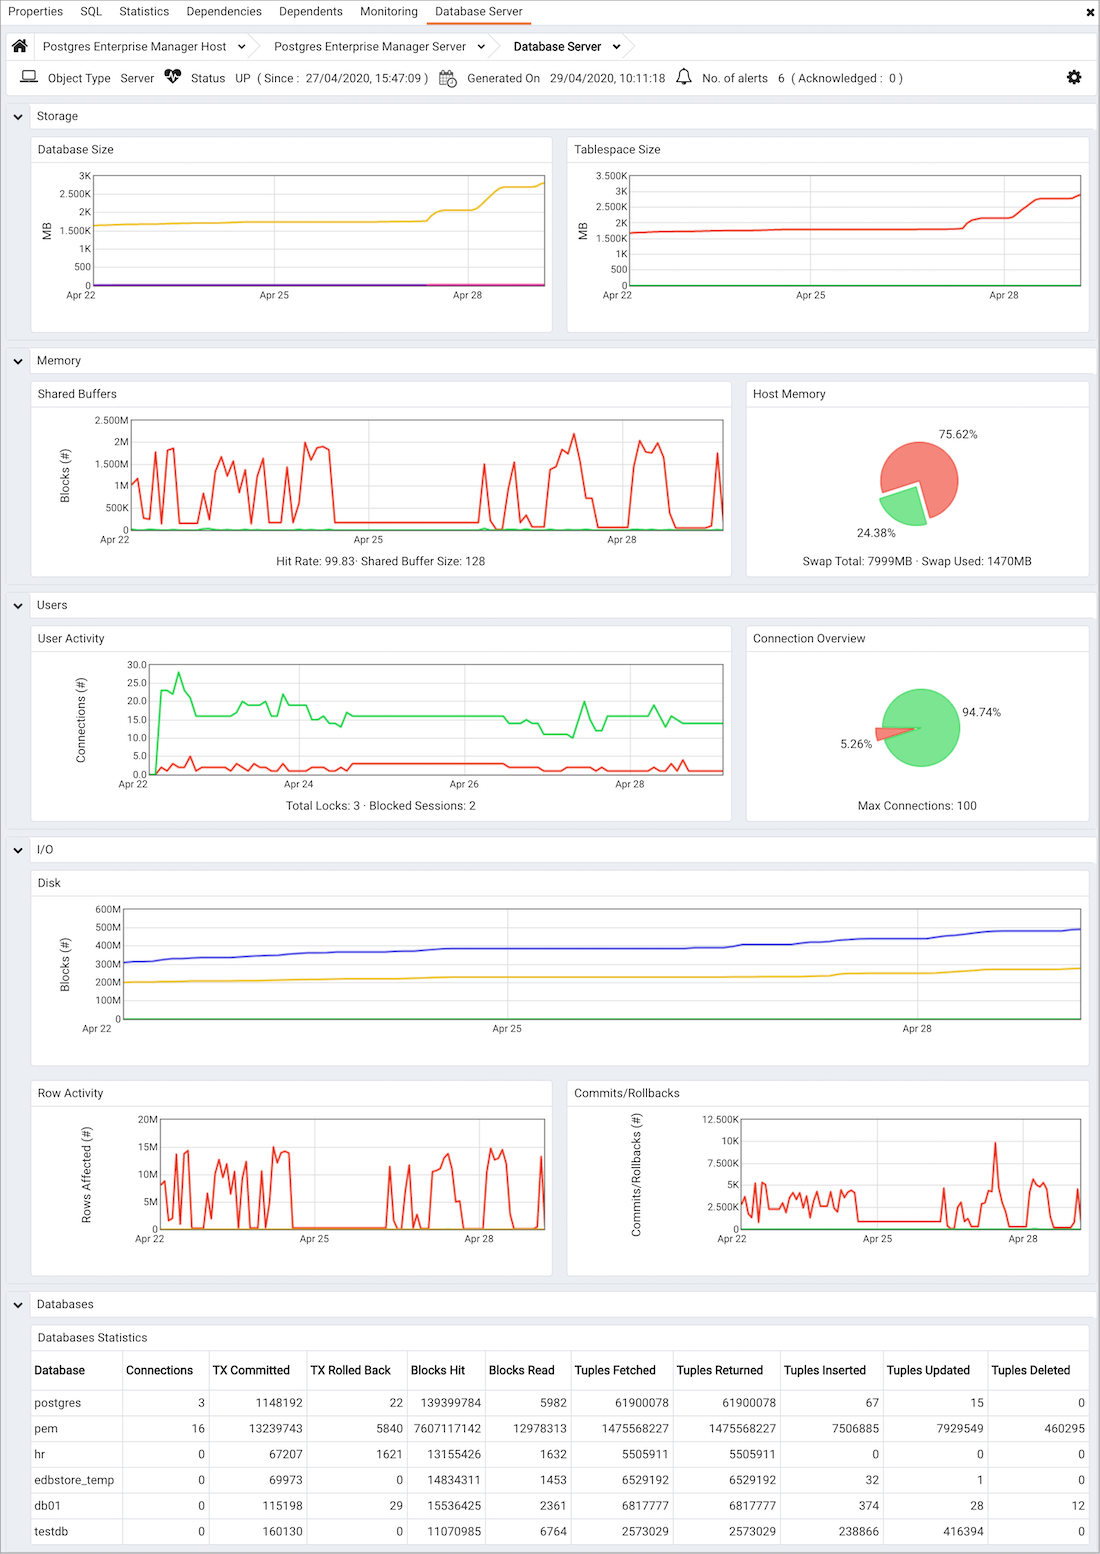 Properties SQL Statistics Dependencies Dependents Monitoring Database Server
Postgres Enterprise Manager Host Postgres Enterprise Manager Server Database Server
Object Type Server Status UP ( Since : 27/04/2020, 15:47:09 ) Generated On 29/04/2020, 10:11:18 No. of alerts 6 ( Acknowledged : 0 )
Storage
Database Size
MB
3K
2.500K
2K
1.500K
1K
500
0
Apr 22 Apr 25 Apr 28
Tablespace Size
MB
3.500K
3K
2.500K
2K
1.500K
1K
500
0
Apr 22 Apr 25 Apr 28
Memory
Shared Buffers
Blocks (#)
2.500M
2M
1.500M
1M
500K
0
Apr 22 Apr 25 Apr 28
Hit Rate: 99.83· Shared Buffer Size: 128
Host Memory
75.62%
24.38%
Swap Total: 7999MB · Swap Used: 1470MB
Users
User Activity
Connections (#)
30.0
25.0
20.0
15.0
10.0
5.0
0.0
Apr 22 Apr 24 Apr 26 Apr 28
Total Locks: 3 · Blocked Sessions: 2
Connection Overview
94.74%
5.26%
Max Connections: 100
I/O
Disk
Blocks (#)
600M
500M
400M
300M
200M
100M
0
Apr 22 Apr 25 Apr 28
Row Activity
Rows Affected (#)
20M
15M
10M
5M
0
Apr 22 Apr 25 Apr 28
Commits/Rollbacks
Commits/Rollbacks (#)
12.500K
10K
7.500K
5K
2.500K
0
Apr 22 Apr 25 Apr 28
Databases
Databases Statistics
Database Connections TX Committed TX Rolled Back Blocks Hit Blocks Read Tuples Fetched Tuples Returned Tuples Inserted Tuples Updated Tuples Deleted
postgres 3 1148192 22 139399784 5982 61900078 61900078 67 15 0
pem 16 13239743 5840 7607117142 12978313 1475568227 1475568227 7506885 7929549 460295
hr 0 67207 1621 13155426 1632 5505911 5505911 0 0 0
edbstore_temp 0 69973 0 14834311 1453 6529192 6529192 32 1 0
db01 0 115198 29 15536425 2361 6817777 6817777 374 28 12
testdb 0 160130 0 11070985 6764 2573029 2573029 238866 416394 0